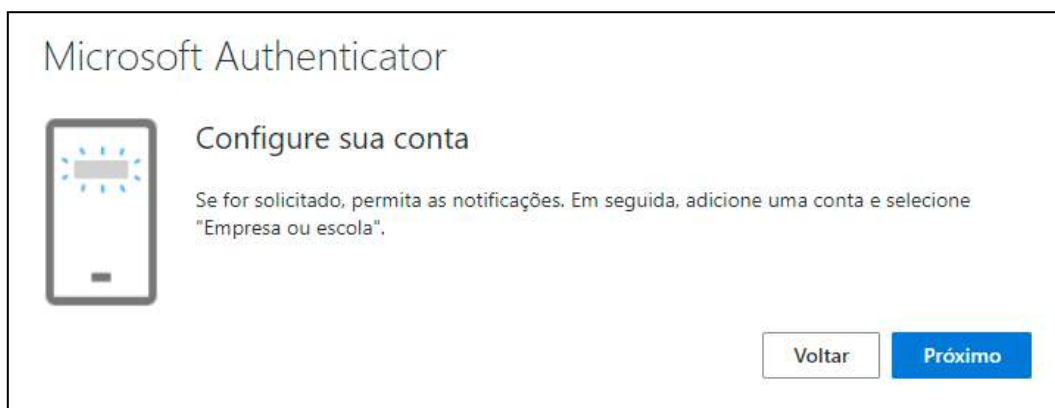 Microsoft Authenticator
Configure sua conta
Se for solicitado, permita as notificações. Em seguida, adicione uma conta e selecione
"Empresa ou escola".
Voltar
Próximo